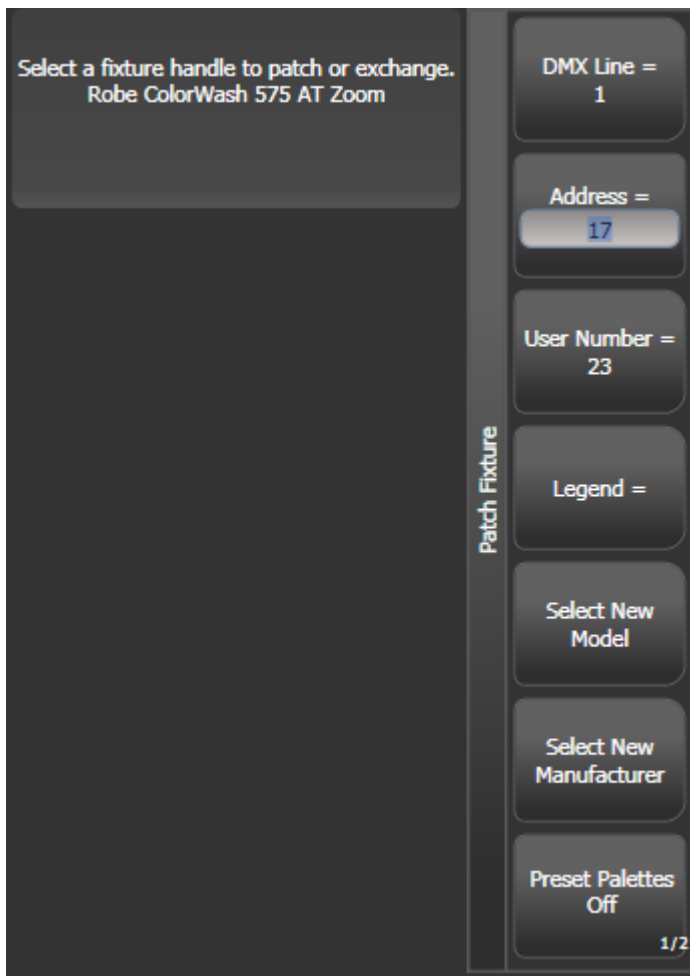 Select a fixture handle to patch or exchange.
Robe ColorWash 575 AT Zoom
Patch Fixture
DMX Line =
1
Address =
17
User Number =
23
Legend =
Select New
Model
Select New
Manufacturer
Preset Palettes
Off
1/2